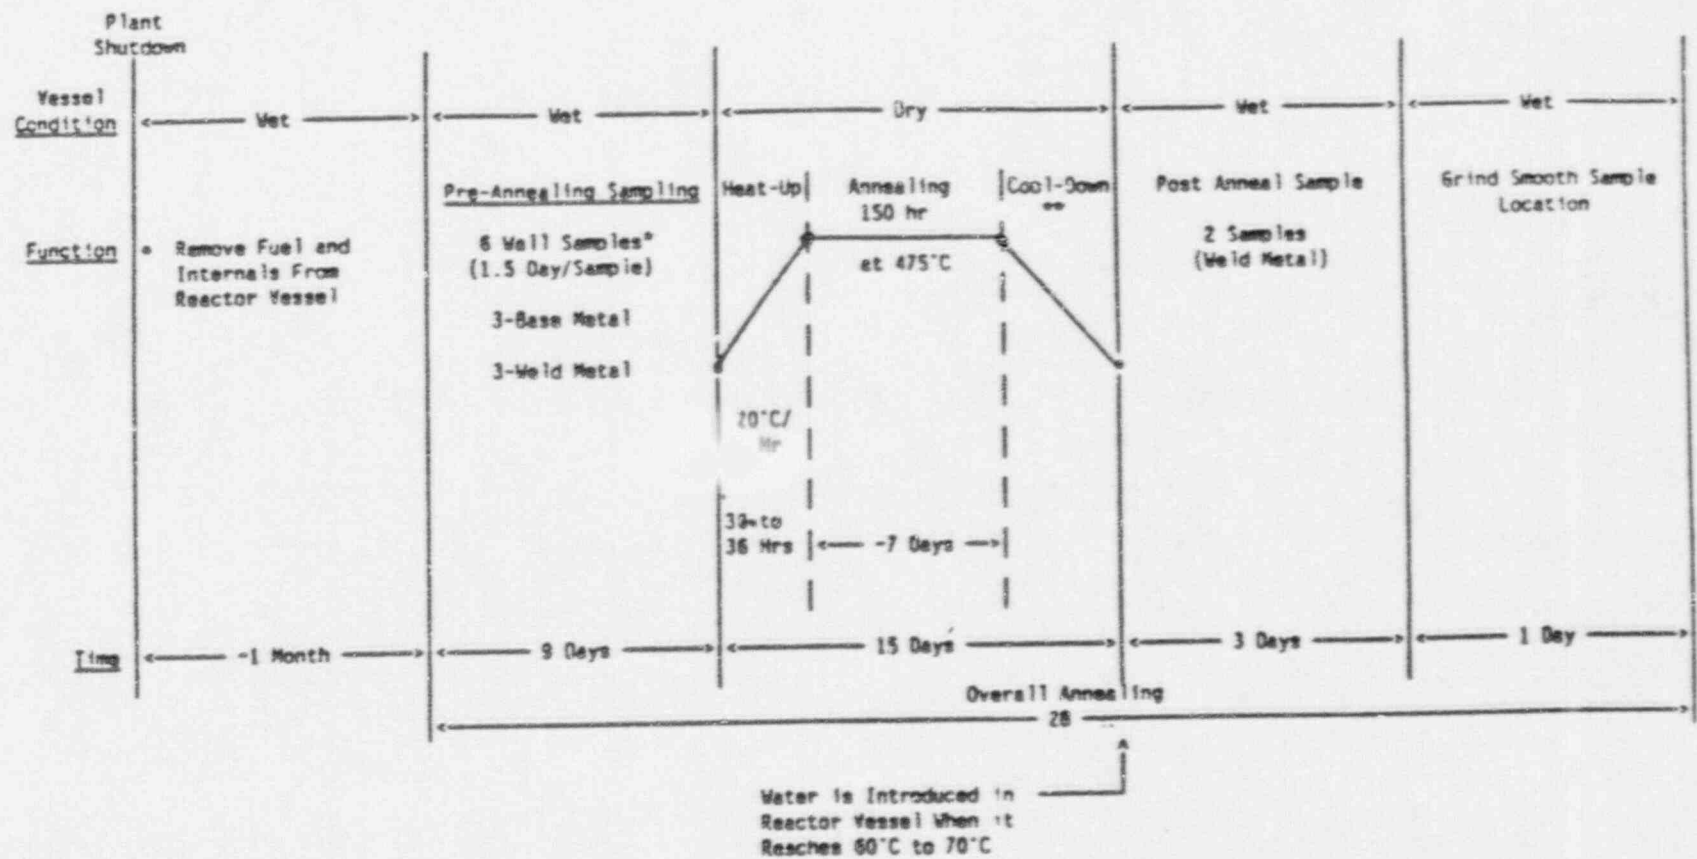 Plant
Shutdown
Vessel
Condition
Wet
Wet
Dry
Wet
Wet
Pre-Annealing Sampling
Heat-Up
Annealing
150 hr
Cool-Down
**
Post Anneal Sample
Grind Smooth Sample
Location
Function
• Remove Fuel and
Internals From
Reactor Vessel
6 Wall Samples*
(1.5 Day/Sample)
3-Base Metal
3-Weld Metal
at 475°C
2 Samples
(Weld Metal)
20°C/
Hr
to
36 Hrs
~7 Days
Time
~1 Month
9 Days
15 Days
3 Days
1 Day
Overall Annealing
28
Water is Introduced in
Reactor Vessel When it
Reaches 60°C to 70°C